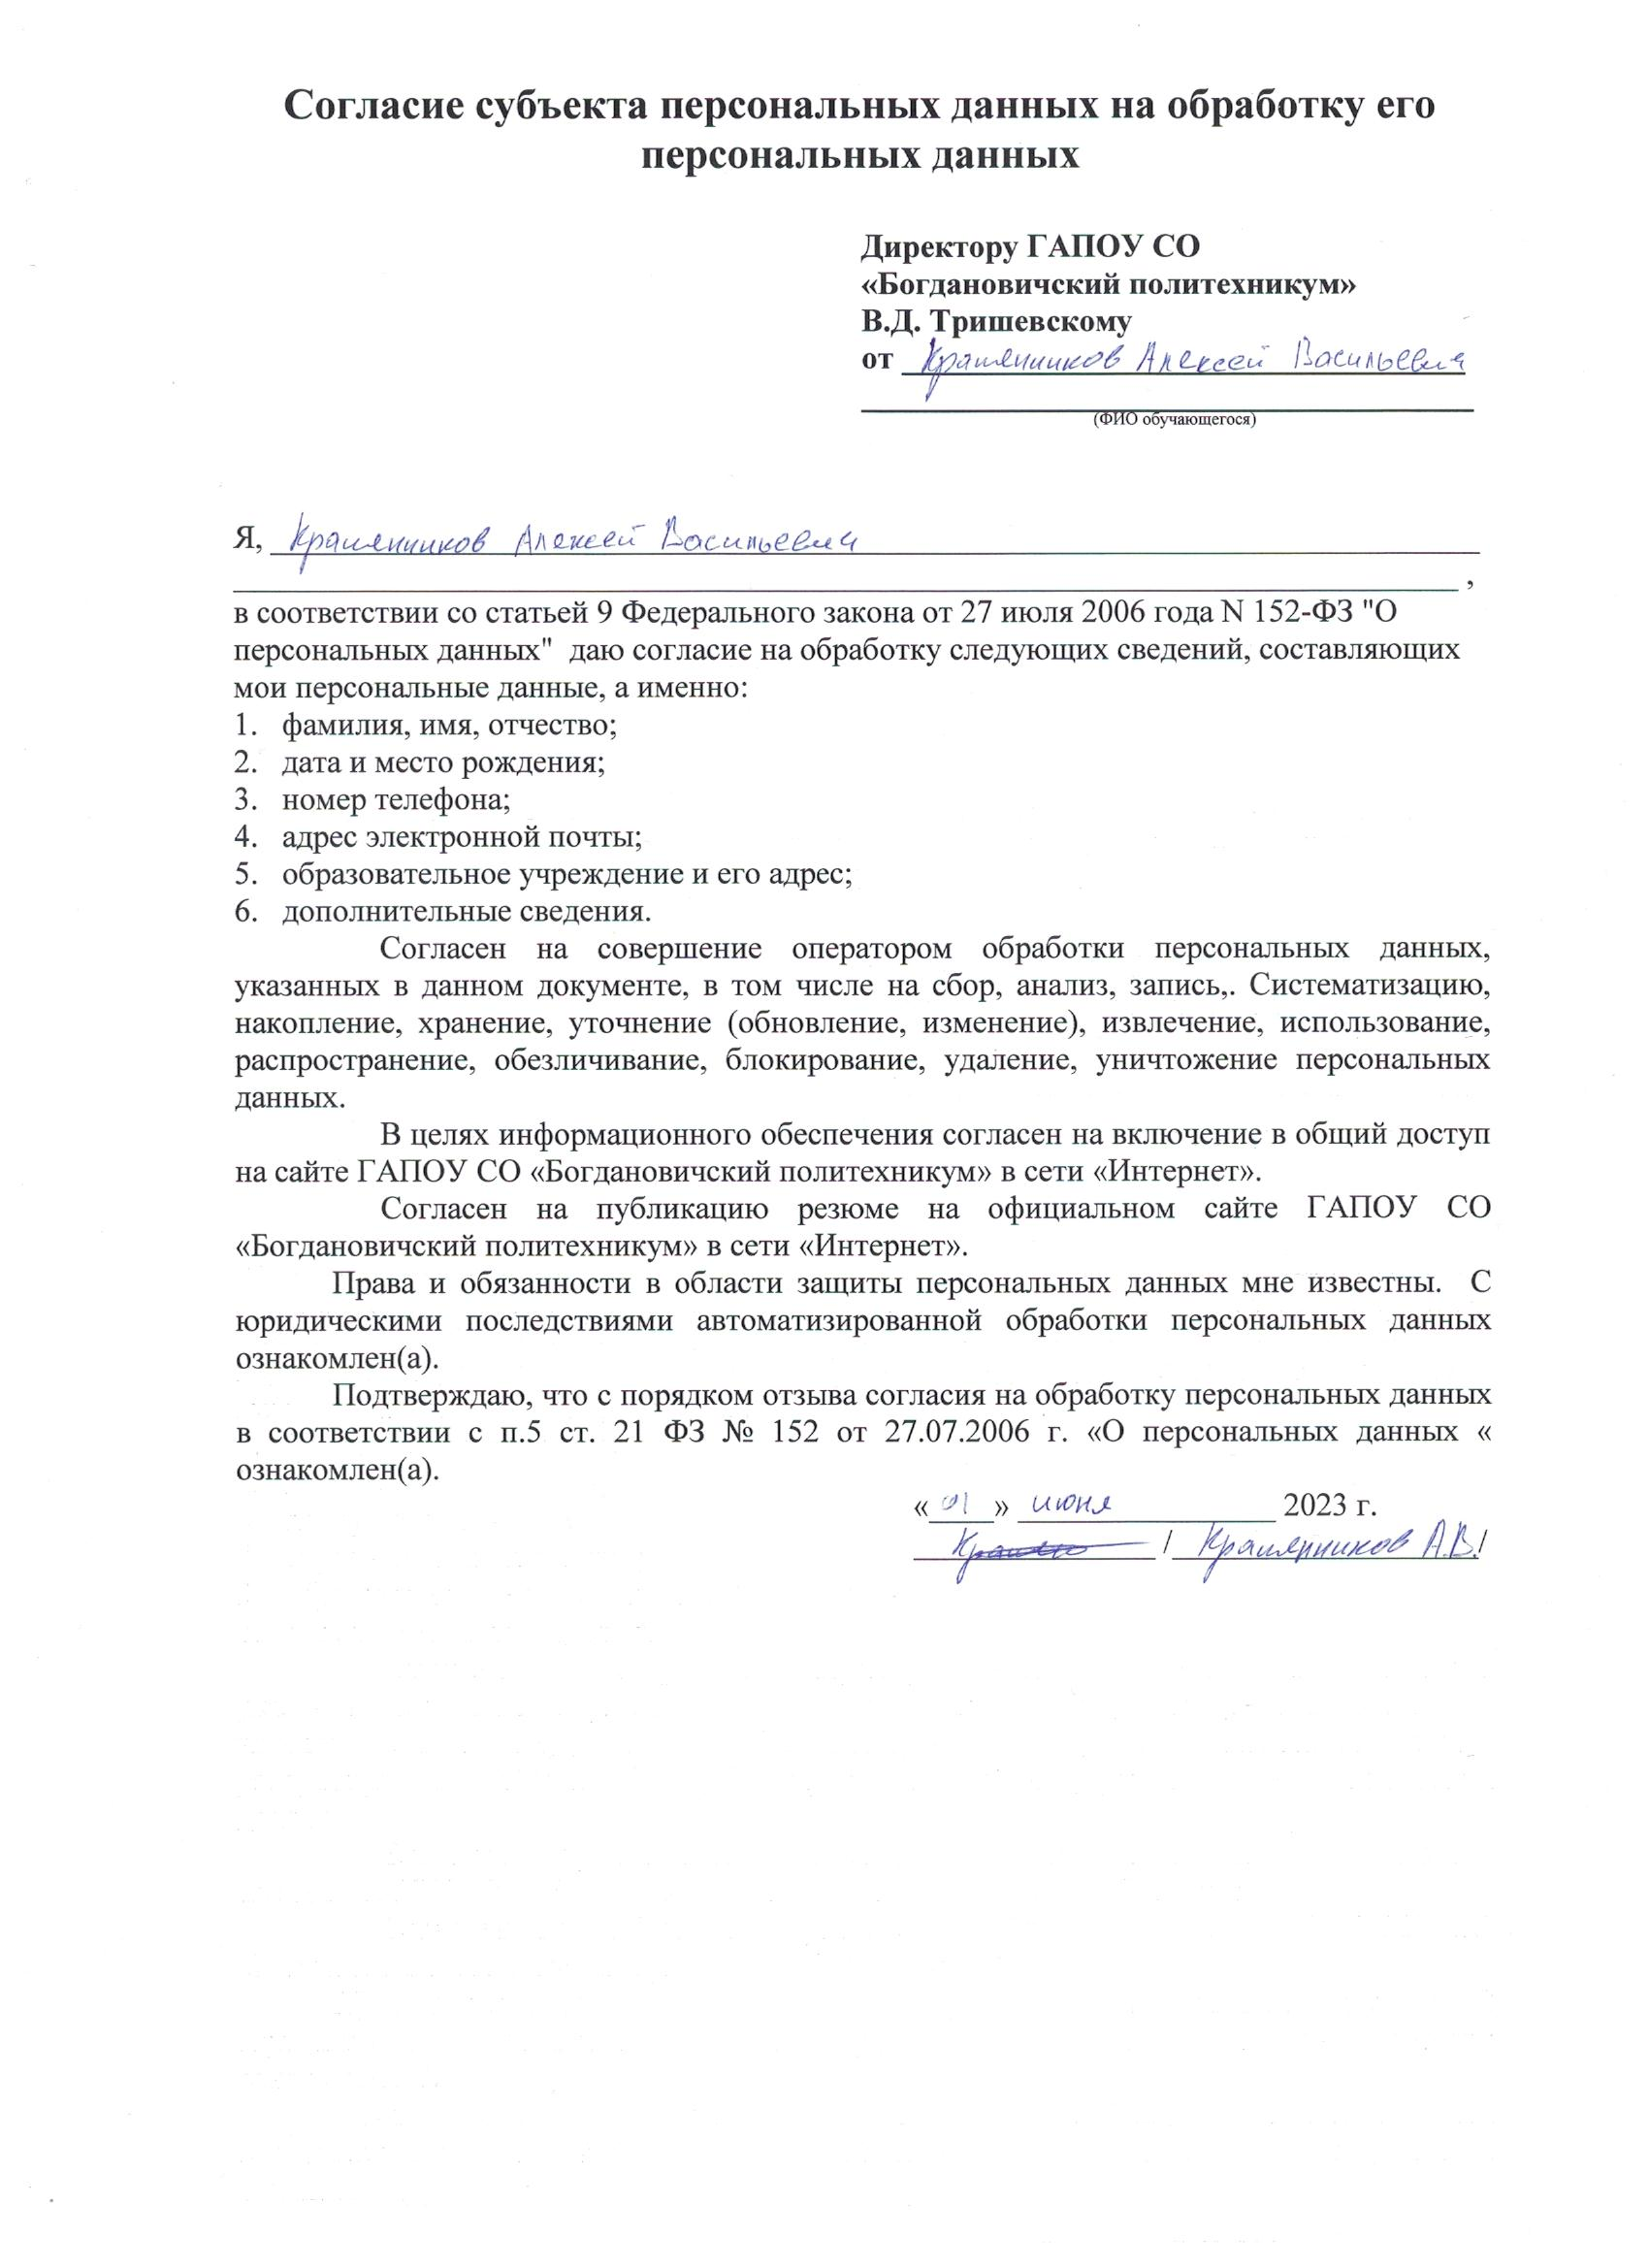 Согласие субъекта персональных данных на обработку его
персональных данных
Директору ГАПОУ СО
«Богдановичский политехникум»
В.Д. Тришевскому
от Алексей Васильевич
(ФИО обучающегося)
Я, Алексей Васильевич
,
в соответствии со статьей 9 Федерального закона от 27 июля 2006 года N 152-ФЗ "О
персональных данных"  даю согласие на обработку следующих сведений, составляющих
мои персональные данные, а именно:
1. фамилия, имя, отчество;
2. дата и место рождения;
3. номер телефона;
4. адрес электронной почты;
5. образовательное учреждение и его адрес;
6. дополнительные сведения.
Согласен на совершение оператором обработки персональных данных,
указанных в данном документе, в том числе на сбор, анализ, запись,. Систематизацию,
накопление, хранение, уточнение (обновление, изменение), извлечение, использование,
распространение, обезличивание, блокирование, удаление, уничтожение персональных
данных.
В целях информационного обеспечения согласен на включение в общий доступ
на сайте ГАПОУ СО «Богдановичский политехникум» в сети «Интернет».
Согласен на публикацию резюме на официальном сайте ГАПОУ СО
«Богдановичский политехникум» в сети «Интернет».
Права и обязанности в области защиты персональных данных мне известны. С
юридическими последствиями автоматизированной обработки персональных данных
ознакомлен(а).
Подтверждаю, что с порядком отзыва согласия на обработку персональных данных
в соответствии с п.5 ст. 21 ФЗ № 152 от 27.07.2006 г. «О персональных данных «
ознакомлен(а).
«01» июня 2023 г.
/ А.В. /